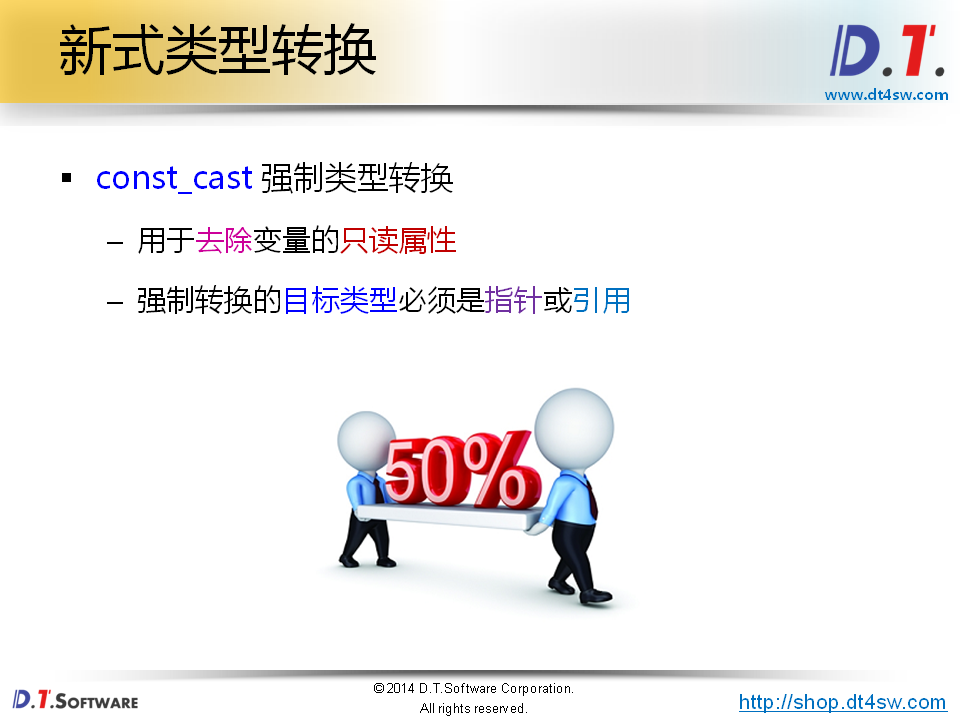 新式类型转换
D.T.
www.dt4sw.com
▪ const_cast 强制类型转换
– 用于去除变量的只读属性
– 强制转换的目标类型必须是指针或引用
50%
D.T.SOFTWARE
©2014 D.T.Software Corporation.
All rights reserved.
http://shop.dt4sw.com